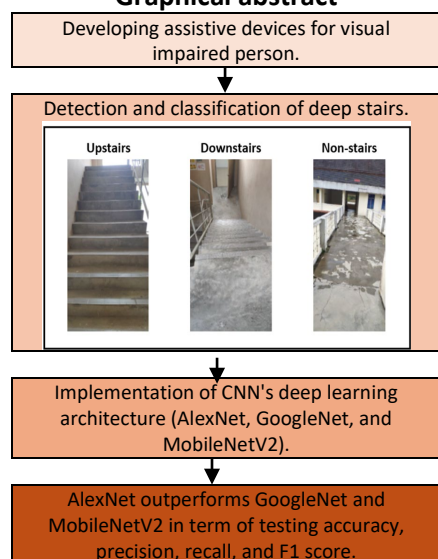 Graphical abstract
Developing assistive devices for visual
impaired person.
Detection and classification of deep stairs.
Upstairs Downstairs Non-stairs
Implementation of CNN's deep learning
architecture (AlexNet, GoogleNet, and
MobileNetV2).
AlexNet outperforms GoogleNet and
MobileNetV2 in term of testing accuracy,
precision, recall, and F1 score.